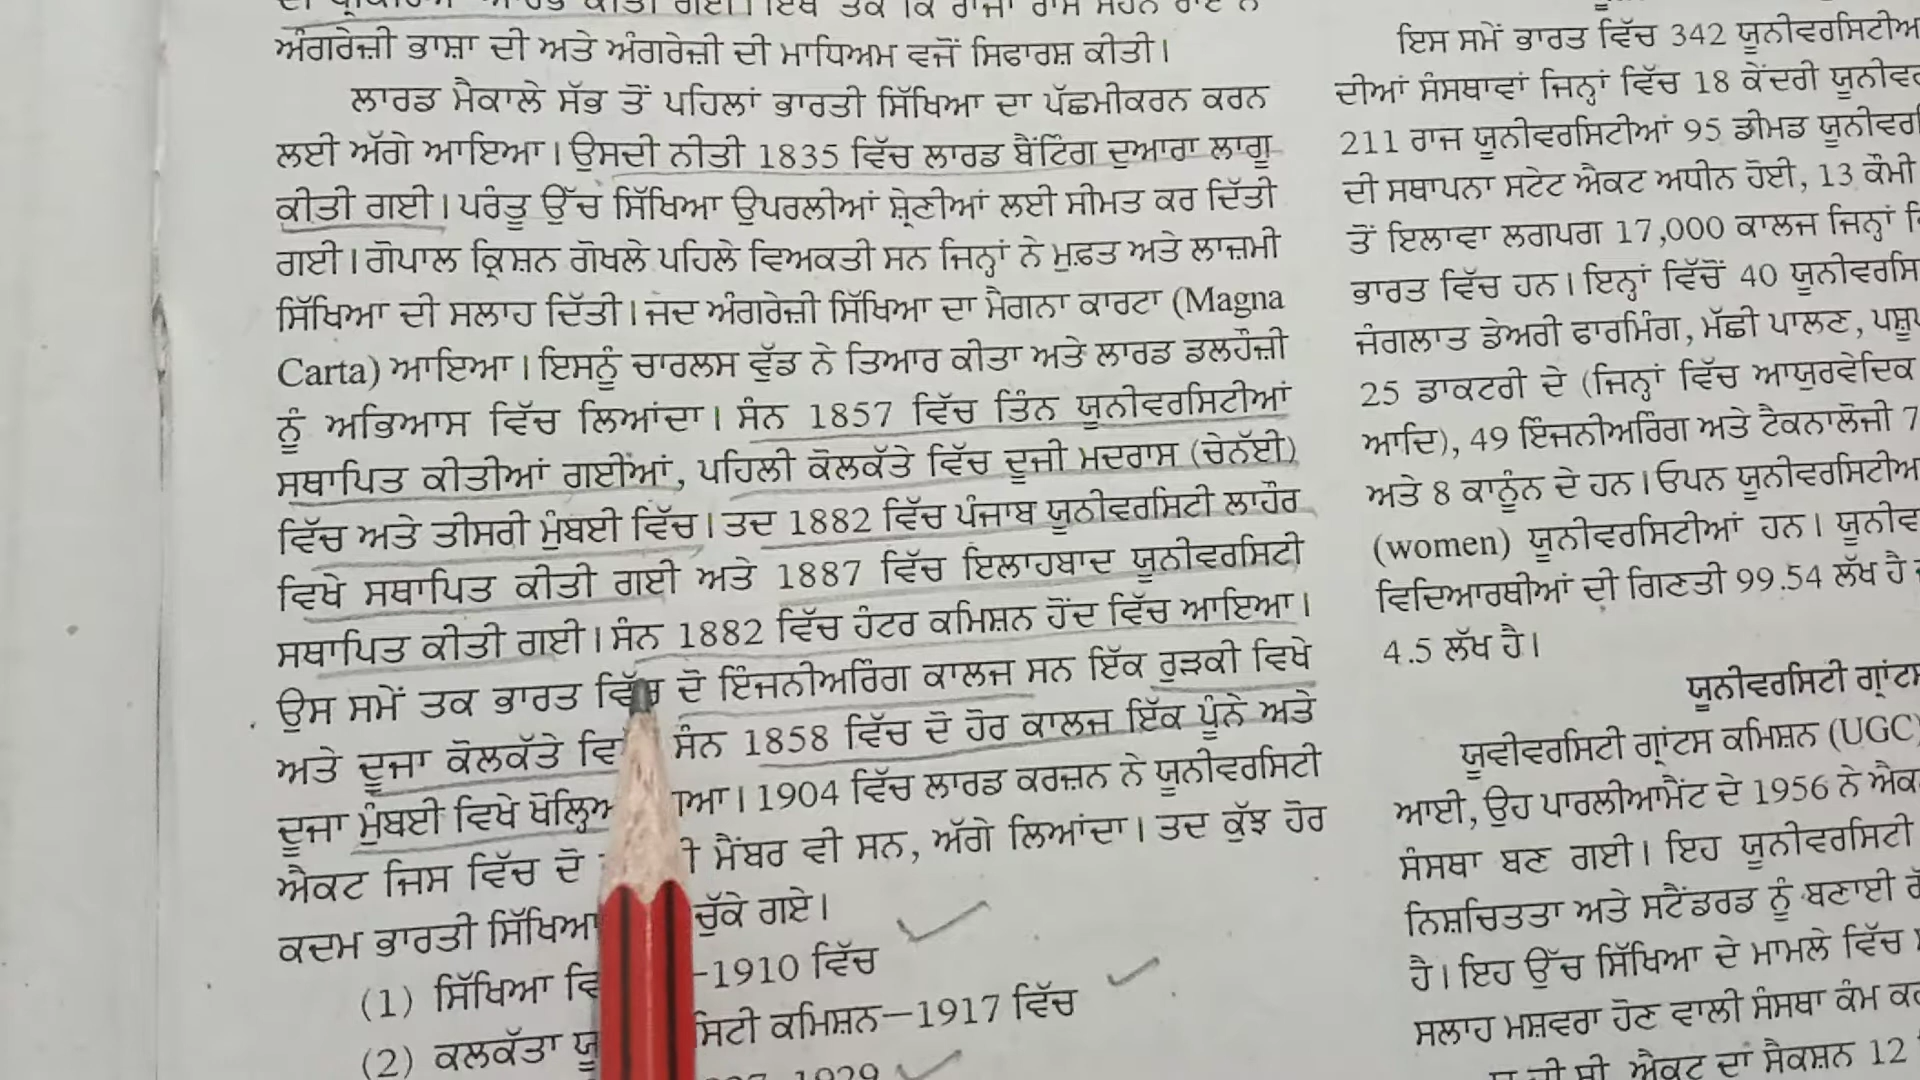 ਅੰਗਰੇਜ਼ੀ ਭਾਸ਼ਾ ਦੀ ਅਤੇ ਅੰਗਰੇਜ਼ੀ ਦੀ ਮਾਧਿਅਮ ਵਜੋਂ ਸਿਫਾਰਸ਼ ਕੀਤੀ।
ਲਾਰਡ ਮੈਕਾਲੇ ਸੱਭ ਤੋਂ ਪਹਿਲਾਂ ਭਾਰਤੀ ਸਿੱਖਿਆ ਦਾ ਪੱਛਮੀਕਰਨ ਕਰਨ
ਲਈ ਅੱਗੇ ਆਇਆ। ਉਸਦੀ ਨੀਤੀ 1835 ਵਿੱਚ ਲਾਰਡ ਬੈਂਟਿੰਗ ਦੁਆਰਾ ਲਾਗੂ
ਕੀਤੀ ਗਈ। ਪਰੰਤੂ ਉੱਚ ਸਿੱਖਿਆ ਉਪਰਲੀਆਂ ਸ਼੍ਰੇਣੀਆਂ ਲਈ ਸੀਮਤ ਕਰ ਦਿੱਤੀ
ਗਈ। ਗੋਪਾਲ ਕ੍ਰਿਸ਼ਨ ਗੋਖਲੇ ਪਹਿਲੇ ਵਿਅਕਤੀ ਸਨ ਜਿਨ੍ਹਾਂ ਨੇ ਮੁਫ਼ਤ ਅਤੇ ਲਾਜ਼ਮੀ
ਸਿੱਖਿਆ ਦੀ ਸਲਾਹ ਦਿੱਤੀ। ਜਦ ਅੰਗਰੇਜ਼ੀ ਸਿੱਖਿਆ ਦਾ ਮੈਗਨਾ ਕਾਰਟਾ (Magna
Carta) ਆਇਆ। ਇਸਨੂੰ ਚਾਰਲਸ ਵੁੱਡ ਨੇ ਤਿਆਰ ਕੀਤਾ ਅਤੇ ਲਾਰਡ ਡਲਹੌਜ਼ੀ
ਨੂੰ ਅਭਿਆਸ ਵਿੱਚ ਲਿਆਂਦਾ। ਸੰਨ 1857 ਵਿੱਚ ਤਿੰਨ ਯੂਨੀਵਰਸਿਟੀਆਂ
ਸਥਾਪਿਤ ਕੀਤੀਆਂ ਗਈਆਂ, ਪਹਿਲੀ ਕੋਲਕੱਤੇ ਵਿੱਚ ਦੂਜੀ ਮਦਰਾਸ (ਚੇਨੱਈ)
ਵਿੱਚ ਅਤੇ ਤੀਸਰੀ ਮੁੰਬਈ ਵਿੱਚ। ਤਦ 1882 ਵਿੱਚ ਪੰਜਾਬ ਯੂਨੀਵਰਸਿਟੀ ਲਾਹੌਰ
ਵਿਖੇ ਸਥਾਪਿਤ ਕੀਤੀ ਗਈ ਅਤੇ 1887 ਵਿੱਚ ਇਲਾਹਬਾਦ ਯੂਨੀਵਰਸਿਟੀ
ਸਥਾਪਿਤ ਕੀਤੀ ਗਈ। ਸੰਨ 1882 ਵਿੱਚ ਹੰਟਰ ਕਮਿਸ਼ਨ ਹੋਂਦ ਵਿੱਚ ਆਇਆ।
ਉਸ ਸਮੇਂ ਤਕ ਭਾਰਤ ਵਿੱਚ ਦੋ ਇੰਜਨੀਅਰਿੰਗ ਕਾਲਜ ਸਨ ਇੱਕ ਰੁੜਕੀ ਵਿਖੇ
ਅਤੇ ਦੂਜਾ ਕੋਲਕੱਤੇ ਸੰਨ 1858 ਵਿੱਚ ਦੋ ਹੋਰ ਕਾਲਜ ਇੱਕ ਪੂੰਨੇ ਅਤੇ
ਦੂਜਾ ਮੁੰਬਈ ਵਿਖੇ 1904 ਵਿੱਚ ਲਾਰਡ ਕਰਜ਼ਨ ਨੇ ਯੂਨੀਵਰਸਿਟੀ
ਐਕਟ ਜਿਸ ਵਿੱਚ ਦੋ ਮੈਂਬਰ ਵੀ ਸਨ, ਅੱਗੇ ਲਿਆਂਦਾ। ਤਦ ਕੁੱਝ ਹੋਰ
ਕਦਮ ਭਾਰਤੀ ਸਿੱਖਿਆ ਚੁੱਕੇ ਗਏ।
(1) ਸਿੱਖਿਆ –1910 ਵਿੱਚ
(2) ਕਲਕੱਤਾ ਕਮਿਸ਼ਨ–1917 ਵਿੱਚ
ਇਸ ਸਮੇਂ ਭਾਰਤ ਵਿੱਚ 342
ਦੀਆਂ ਸੰਸਥਾਵਾਂ ਜਿਨ੍ਹਾਂ ਵਿੱਚ 18 ਕੇਂਦਰੀ
211 ਰਾਜ ਯੂਨੀਵਰਸਿਟੀਆਂ 95 ਡੀਮਡ
ਦੀ ਸਥਾਪਨਾ ਸਟੇਟ ਐਕਟ ਅਧੀਨ ਹੋਈ, 13 ਕੌਮੀ
ਤੋਂ ਇਲਾਵਾ ਲਗਪਗ 17,000 ਕਾਲਜ ਜਿਨ੍ਹਾਂ
ਭਾਰਤ ਵਿੱਚ ਹਨ। ਇਨ੍ਹਾਂ ਵਿੱਚੋਂ 40
ਜੰਗਲਾਤ ਡੇਅਰੀ ਫਾਰਮਿੰਗ, ਮੱਛੀ ਪਾਲਣ,
25 ਡਾਕਟਰੀ ਦੇ (ਜਿਨ੍ਹਾਂ ਵਿੱਚ ਆਯੁਰਵੇਦਿਕ
ਆਦਿ), 49 ਇੰਜਨੀਅਰਿੰਗ ਅਤੇ ਟੈਕਨਾਲੋਜੀ 7
ਅਤੇ 8 ਕਾਨੂੰਨ ਦੇ ਹਨ। ਓਪਨ
(women) ਯੂਨੀਵਰਸਿਟੀਆਂ ਹਨ।
ਵਿਦਿਆਰਥੀਆਂ ਦੀ ਗਿਣਤੀ 99.54 ਲੱਖ ਹੈ
4.5 ਲੱਖ ਹੈ।
ਯੂਨੀਵਰਸਿਟੀ ਗ੍ਰਾਂਟਸ
ਯੂਵੀਵਰਸਿਟੀ ਗ੍ਰਾਂਟਸ ਕਮਿਸ਼ਨ (UGC)
ਆਈ, ਉਹ ਪਾਰਲੀਆਮੈਂਟ ਦੇ 1956 ਨੇ
ਸੰਸਥਾ ਬਣ ਗਈ। ਇਹ ਯੂਨੀਵਰਸਿਟੀ
ਨਿਸ਼ਚਿਤਤਾ ਅਤੇ ਸਟੈਂਡਰਡ ਨੂੰ ਬਣਾਈ
ਹੈ। ਇਹ ਉੱਚ ਸਿੱਖਿਆ ਦੇ ਮਾਮਲੇ ਵਿੱਚ
ਸਲਾਹ ਮਸ਼ਵਰਾ ਹੋਣ ਵਾਲੀ ਸੰਸਥਾ ਕੰਮ
ਐਕਟ ਦਾ ਸੈਕਸ਼ਨ 12